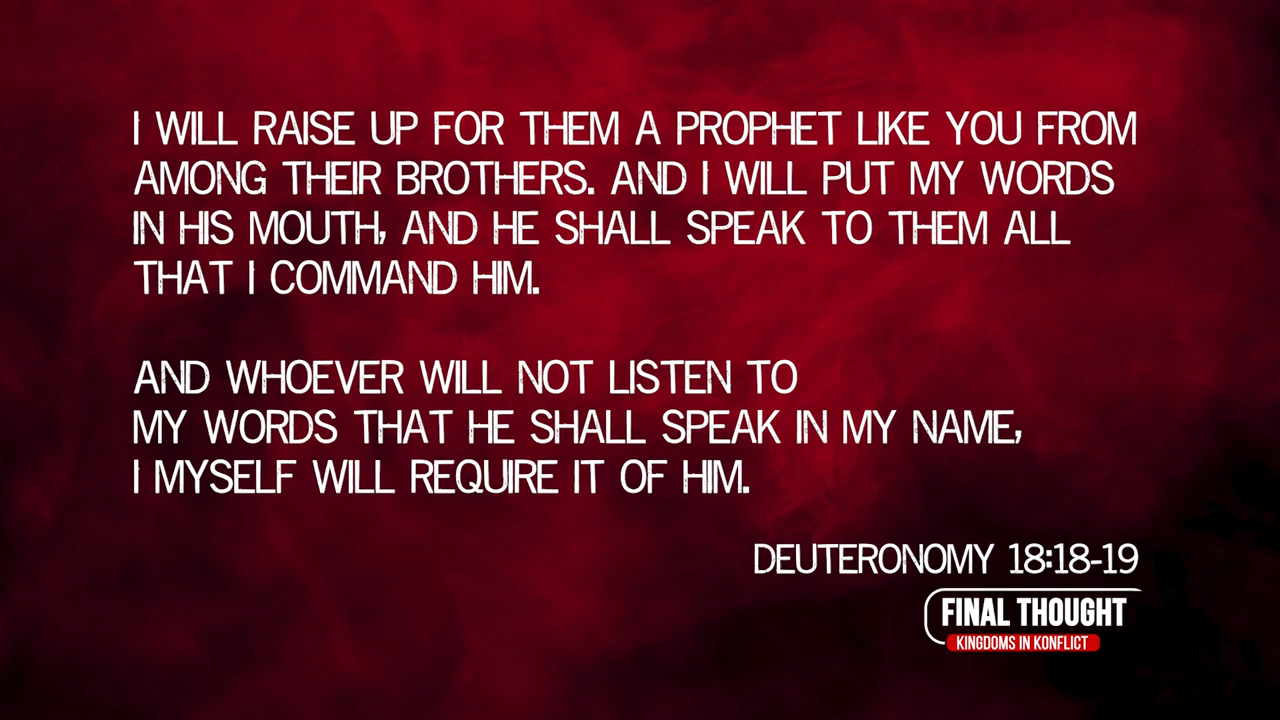 I WILL RAISE UP FOR THEM A PROPHET LIKE YOU FROM
AMONG THEIR BROTHERS. AND I WILL PUT MY WORDS
IN HIS MOUTH, AND HE SHALL SPEAK TO THEM ALL
THAT I COMMAND HIM.
AND WHOEVER WILL NOT LISTEN TO
MY WORDS THAT HE SHALL SPEAK IN MY NAME,
I MYSELF WILL REQUIRE IT OF HIM.
DEUTERONOMY 18:18-19
FINAL THOUGHT
KINGDOMS IN KONFLICT